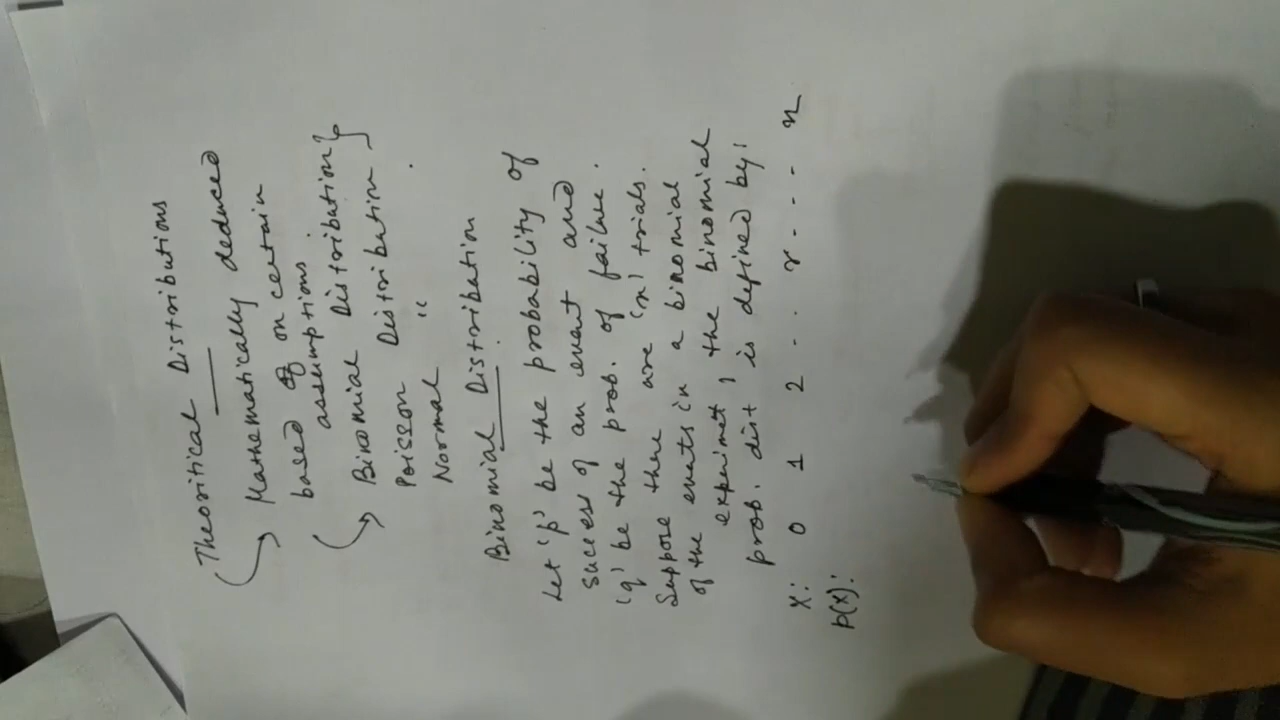 Theoritical Distributions
→ Mathematically deduced
based on certain
assumptions.
→ Binomial Distribution }
Poisson Distribution }
Normal " .
Binomial Distribution
Let 'p' be the probability of
sucess of an event and
'q' be the prob. of failure.
Suppose there are 'n' trials.
of the events in a binomial
experimet, the binomial
prob. dist is defined by:
X: 0 1 2 - . . r - - - n
p(x):